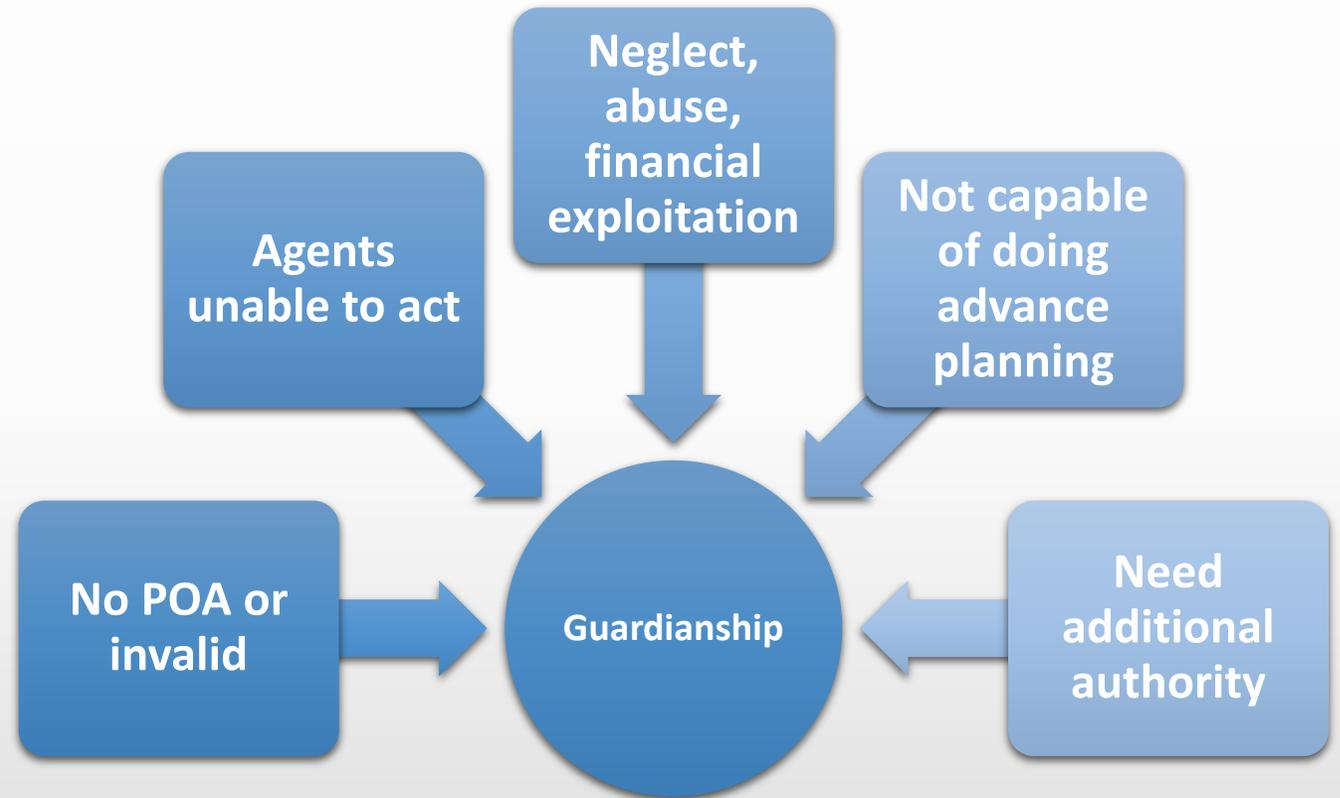 Neglect,
abuse,
financial
exploitation
Agents
unable to act
Not capable
of doing
advance
planning
No POA or
invalid
Guardianship
Need
additional
authority